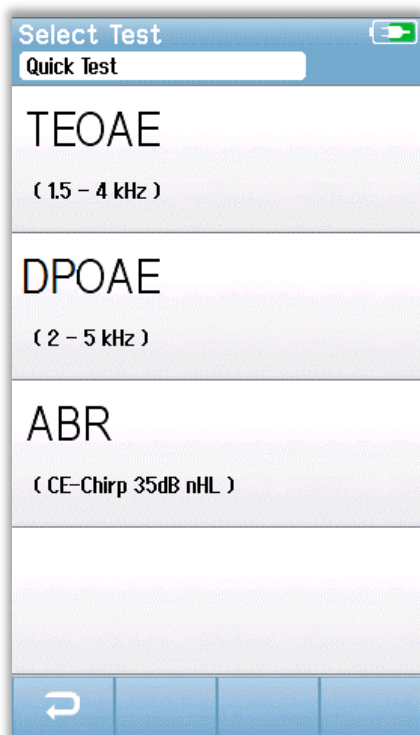 Select Test
Quick Test
TEOAE
( 1.5 – 4 kHz )
DPOAE
( 2 – 5 kHz )
ABR
( CE-Chirp 35dB nHL )